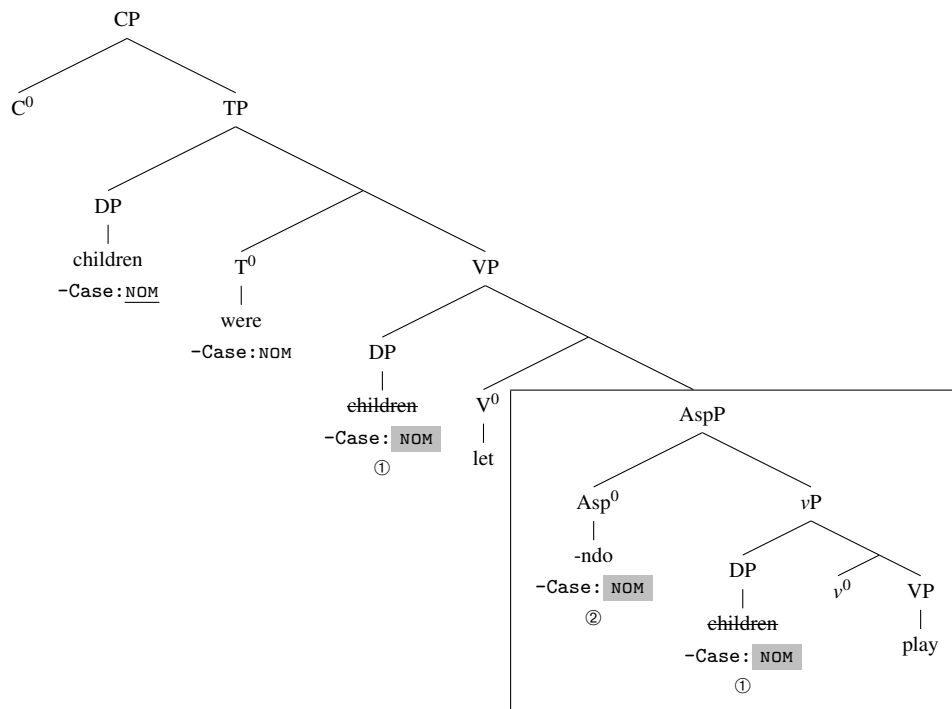 CP
C⁰ TP
DP
children
-Case:NOM
T⁰
were
-Case:NOM
VP
DP
children
-Case: NOM
①
V⁰
let
AspP
Asp⁰
-ndo
-Case: NOM
②
vP
DP
children
-Case: NOM
①
v⁰
VP
play